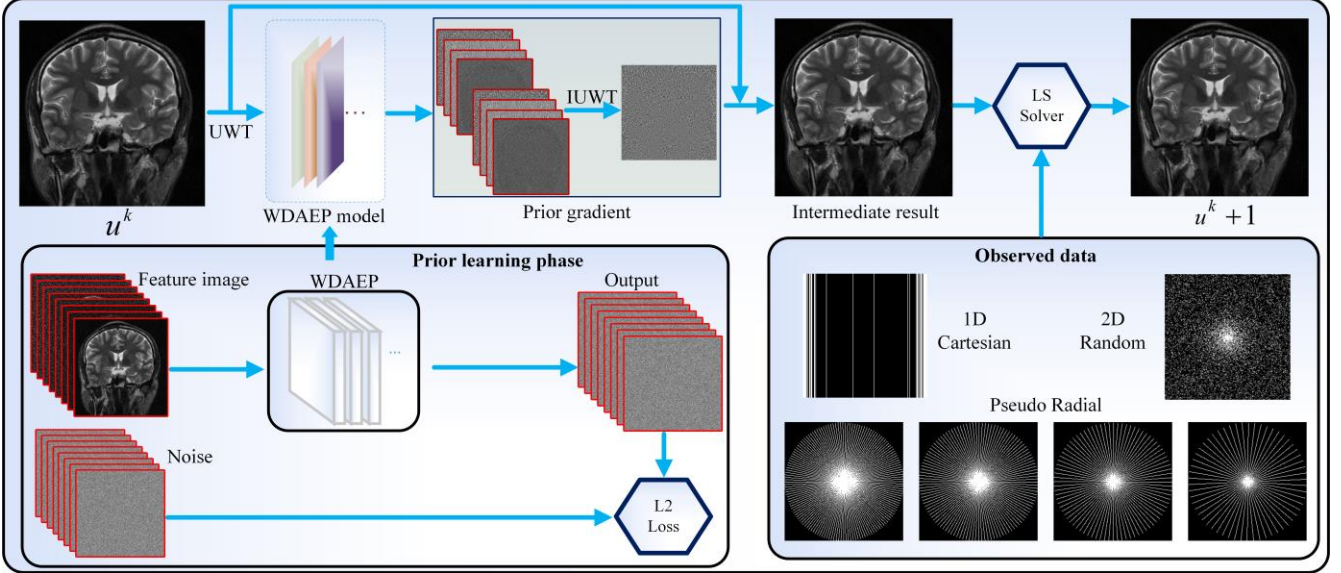 UWT
IUWT
LS
Solver
u^k
WDAEP model
Prior gradient
Intermediate result
u^k + 1
Prior learning phase
Feature image
WDAEP
Output
...
Noise
L2
Loss
Observed data
1D
Cartesian
2D
Random
Pseudo Radial